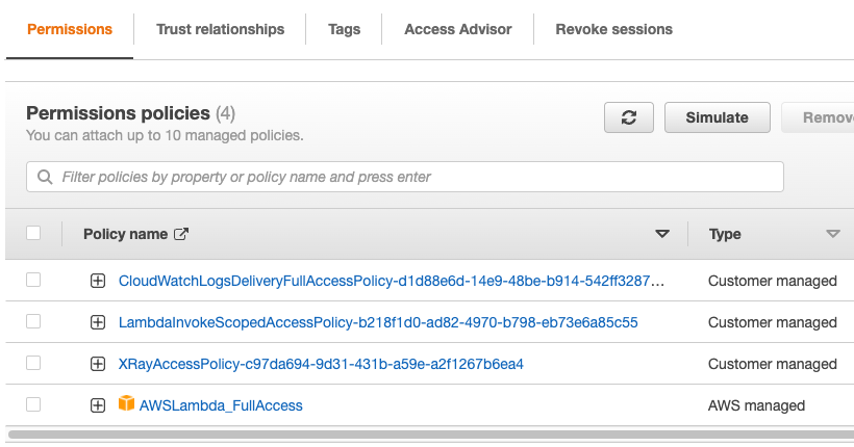 Permissions Trust relationships Tags Access Advisor Revoke sessions
Permissions policies (4)
You can attach up to 10 managed policies.
Simulate Remov
Filter policies by property or policy name and press enter
Policy name Type
CloudWatchLogsDeliveryFullAccessPolicy-d1d88e6d-14e9-48be-b914-542ff3287... Customer managed
LambdaInvokeScopedAccessPolicy-b218f1d0-ad82-4970-b798-eb73e6a85c55 Customer managed
XRayAccessPolicy-c97da694-9d31-431b-a59e-a2f1267b6ea4 Customer managed
AWSLambda_FullAccess AWS managed